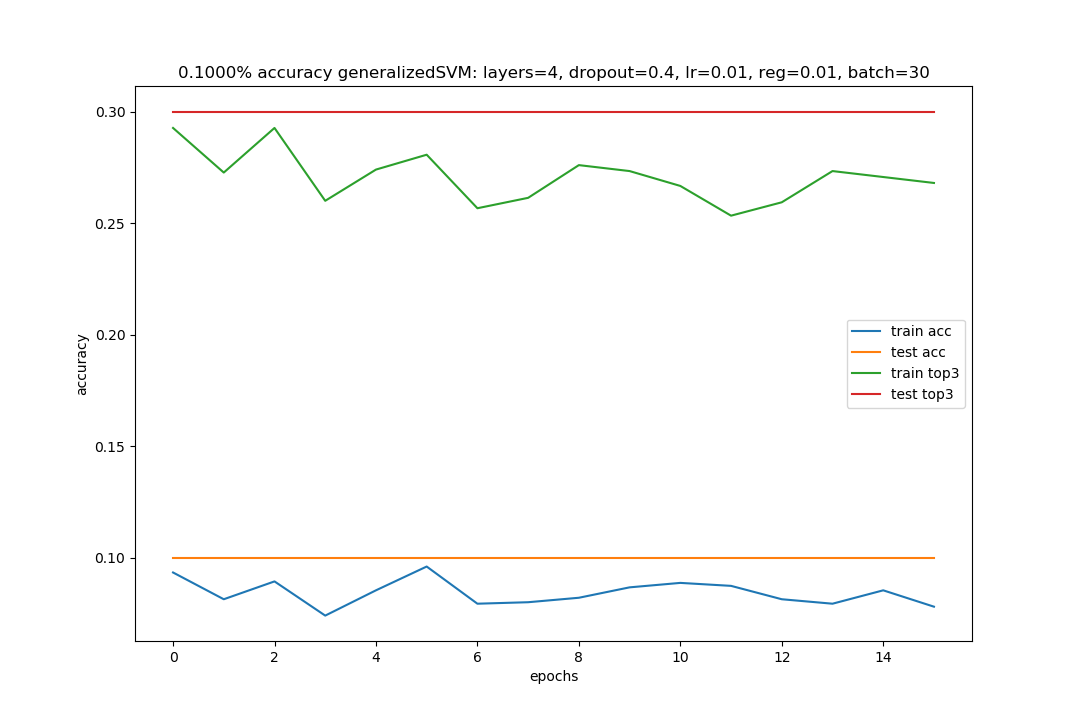 0.1000% accuracy generalizedSVM: layers=4, dropout=0.4, lr=0.01, reg=0.01, batch=30
0.30
0.25
0.20
0.15
0.10
accuracy
train acc
test acc
train top3
test top3
0 2 4 6 8 10 12 14
epochs